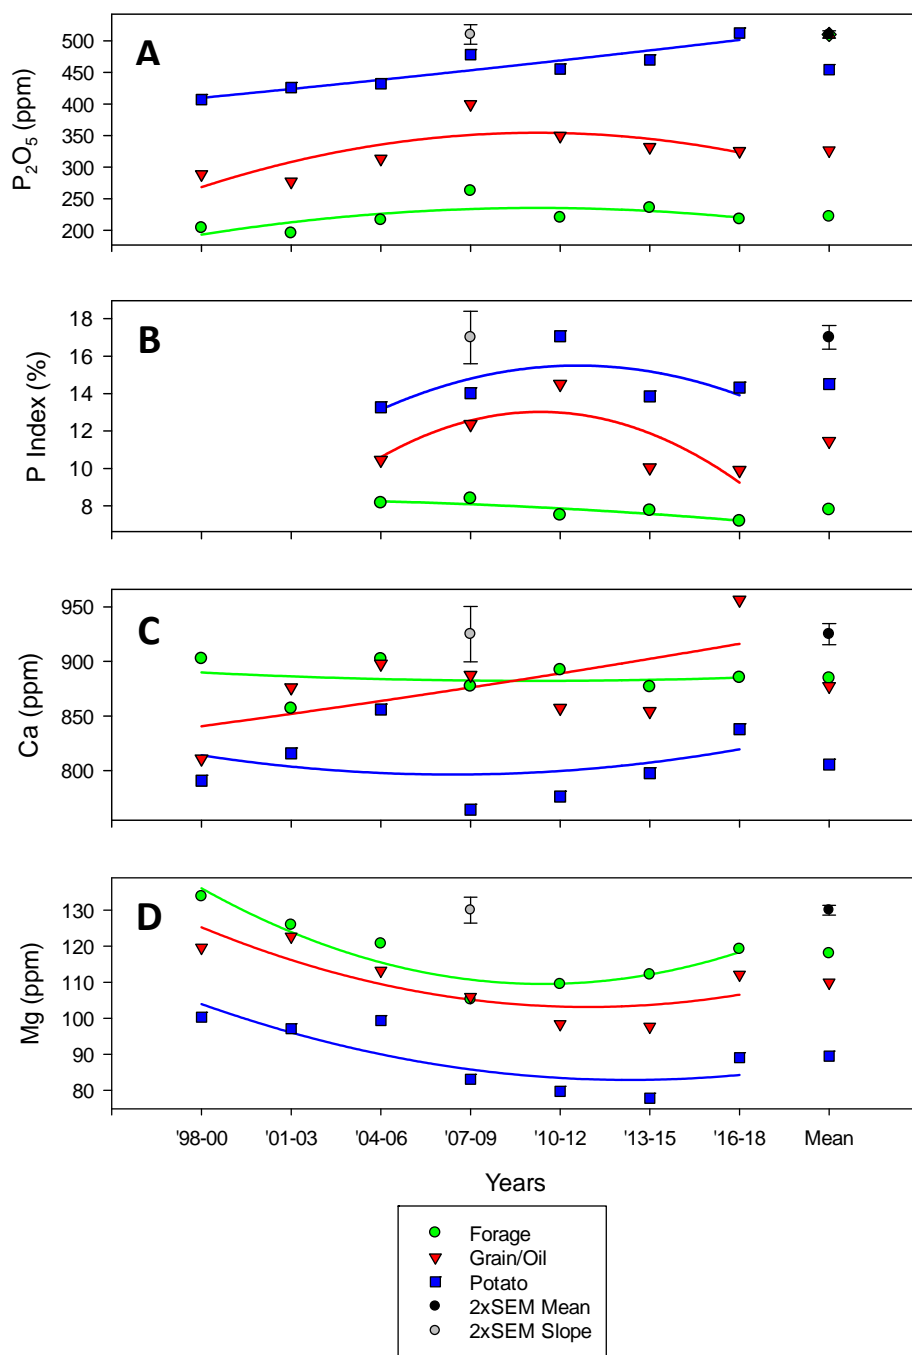 A
P₂O₅ (ppm)
500
450
400
350
300
250
200
B
P Index (%)
18
16
14
12
10
8
C
Ca (ppm)
950
900
850
800
D
Mg (ppm)
130
120
110
100
90
80
'98-00 '01-03 '04-06 '07-09 '10-12 '13-15 '16-18 Mean
Years
Forage
Grain/Oil
Potato
2xSEM Mean
2xSEM Slope